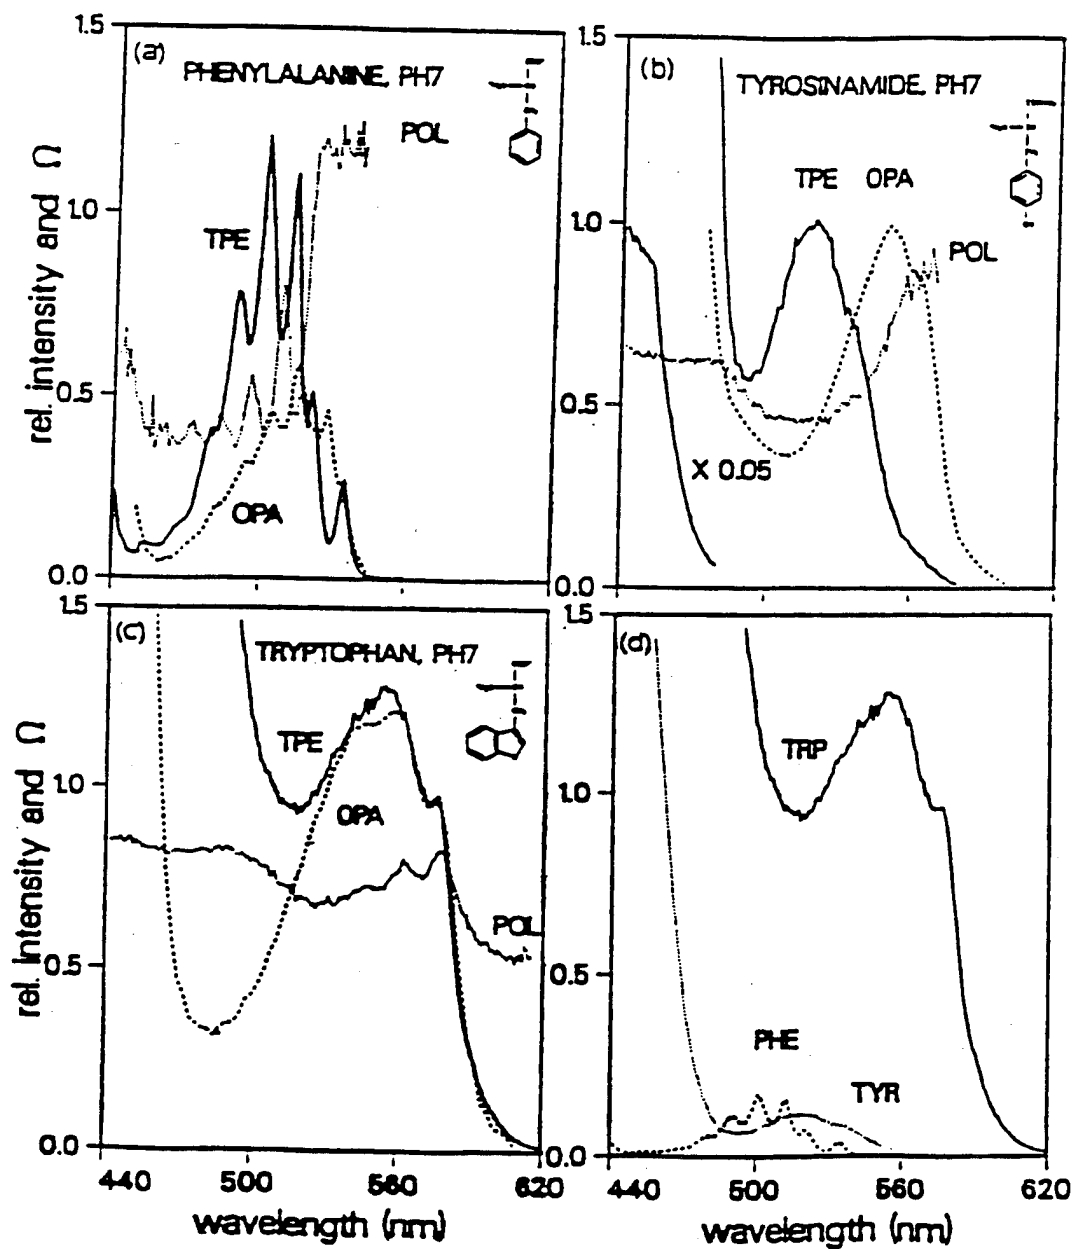 1.5
(a)
PHENYLALANINE, PH7
POL
1.0
TPE
0.5
OPA
0.0
rel. intensity and Ω
1.5
(b)
TYROSINAMIDE, PH7
TPE OPA
1.0
POL
0.5
X 0.05
0.0
1.5
(c)
TRYPTOPHAN, PH7
TPE
1.0
OPA
POL
0.5
0.0
rel. intensity and Ω
440 500 560 620
wavelength (nm)
1.5
(d)
TRP
1.0
0.5
PHE
TYR
0.0
440 500 560 620
wavelength (nm)